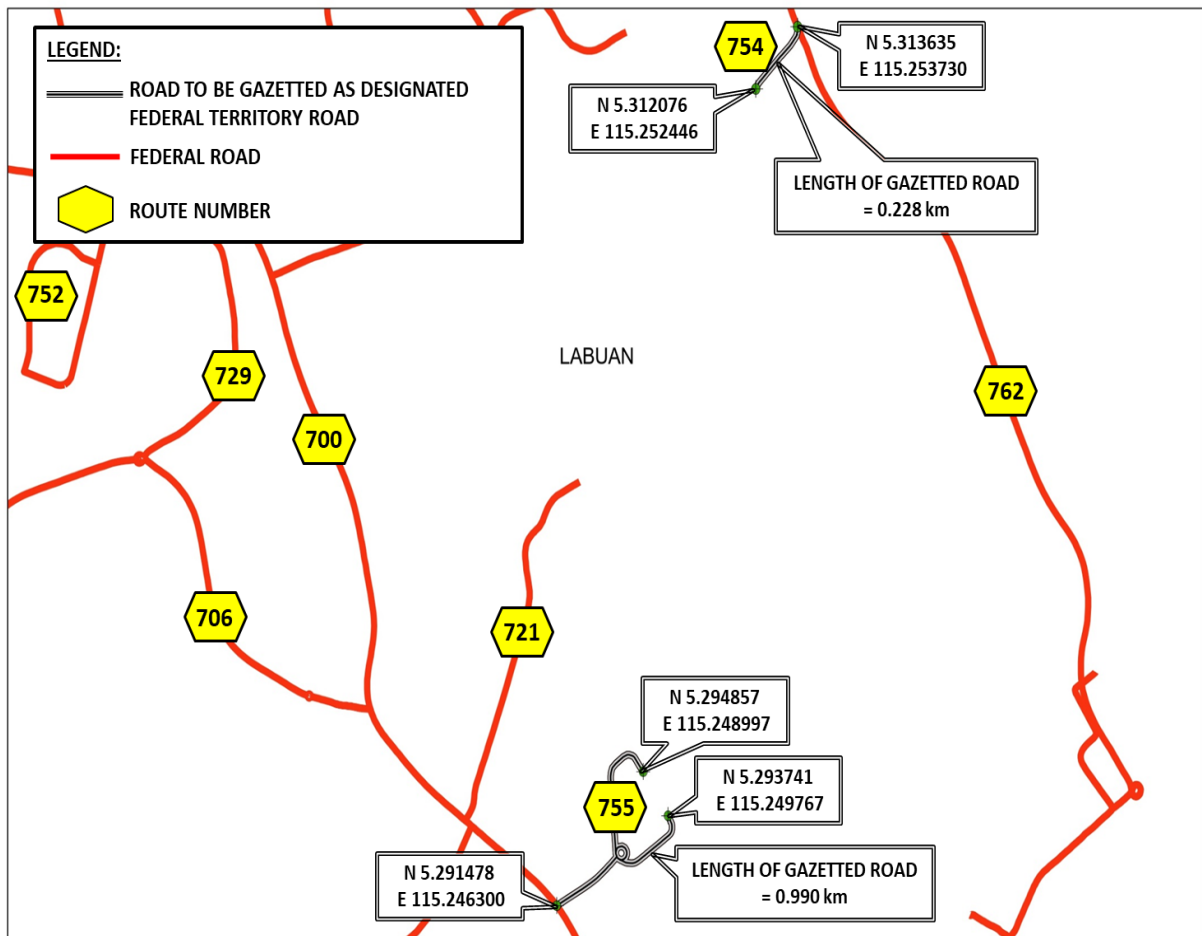 LEGEND:
ROAD TO BE GAZETTED AS DESIGNATED
FEDERAL TERRITORY ROAD
FEDERAL ROAD
ROUTE NUMBER
754
N 5.313635
E 115.253730
N 5.312076
E 115.252446
LENGTH OF GAZETTED ROAD
= 0.228 km
752
LABUAN
729
762
700
706
721
N 5.294857
E 115.248997
N 5.293741
E 115.249767
755
N 5.291478
E 115.246300
LENGTH OF GAZETTED ROAD
= 0.990 km